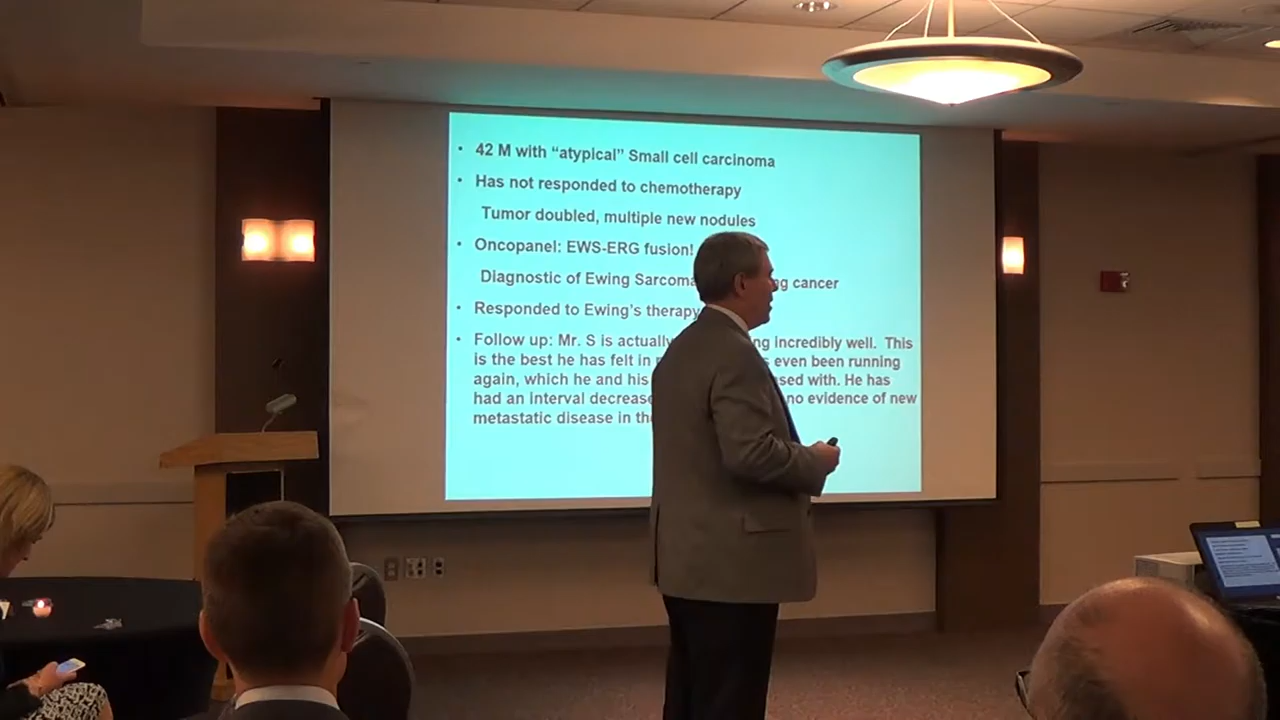 • 42 M with “atypical” Small cell carcinoma
• Has not responded to chemotherapy
Tumor doubled, multiple new nodules
• Oncopanel: EWS-ERG fusion!
Diagnostic of Ewing Sarcoma cancer
• Responded to Ewing's therapy
• Follow up: Mr. S is actually incredibly well. This
is the best he has felt in even been running
again, which he and his with. He has
had an interval decrease no evidence of new
metastatic disease in